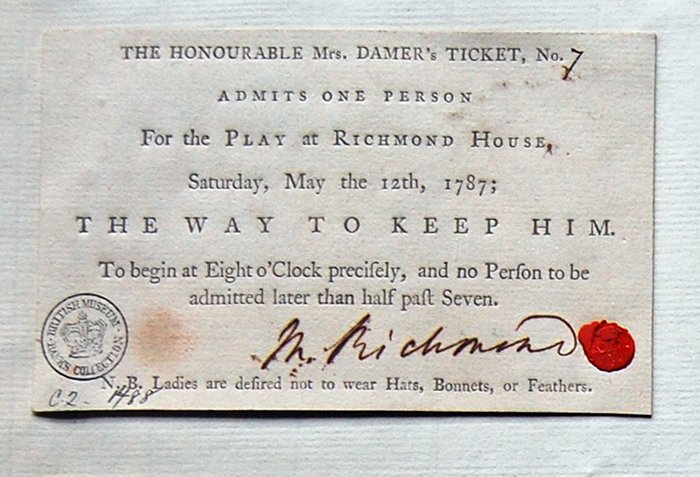 THE HONOURABLE Mrs. DAMER's TICKET, No. 7
ADMITS ONE PERSON
For the PLAY at RICHMOND HOUSE,
Saturday, May the 12th, 1787;
THE WAY TO KEEP HIM.
To begin at Eight o'Clock preciſely, and no Perſon to be
admitted later than half paſt Seven.
M. Richmond
BRITISH MUSEUM
BANKS COLLECTION
N. B. Ladies are deſired not to wear Hats, Bonnets, or Feathers.
C.2-1488